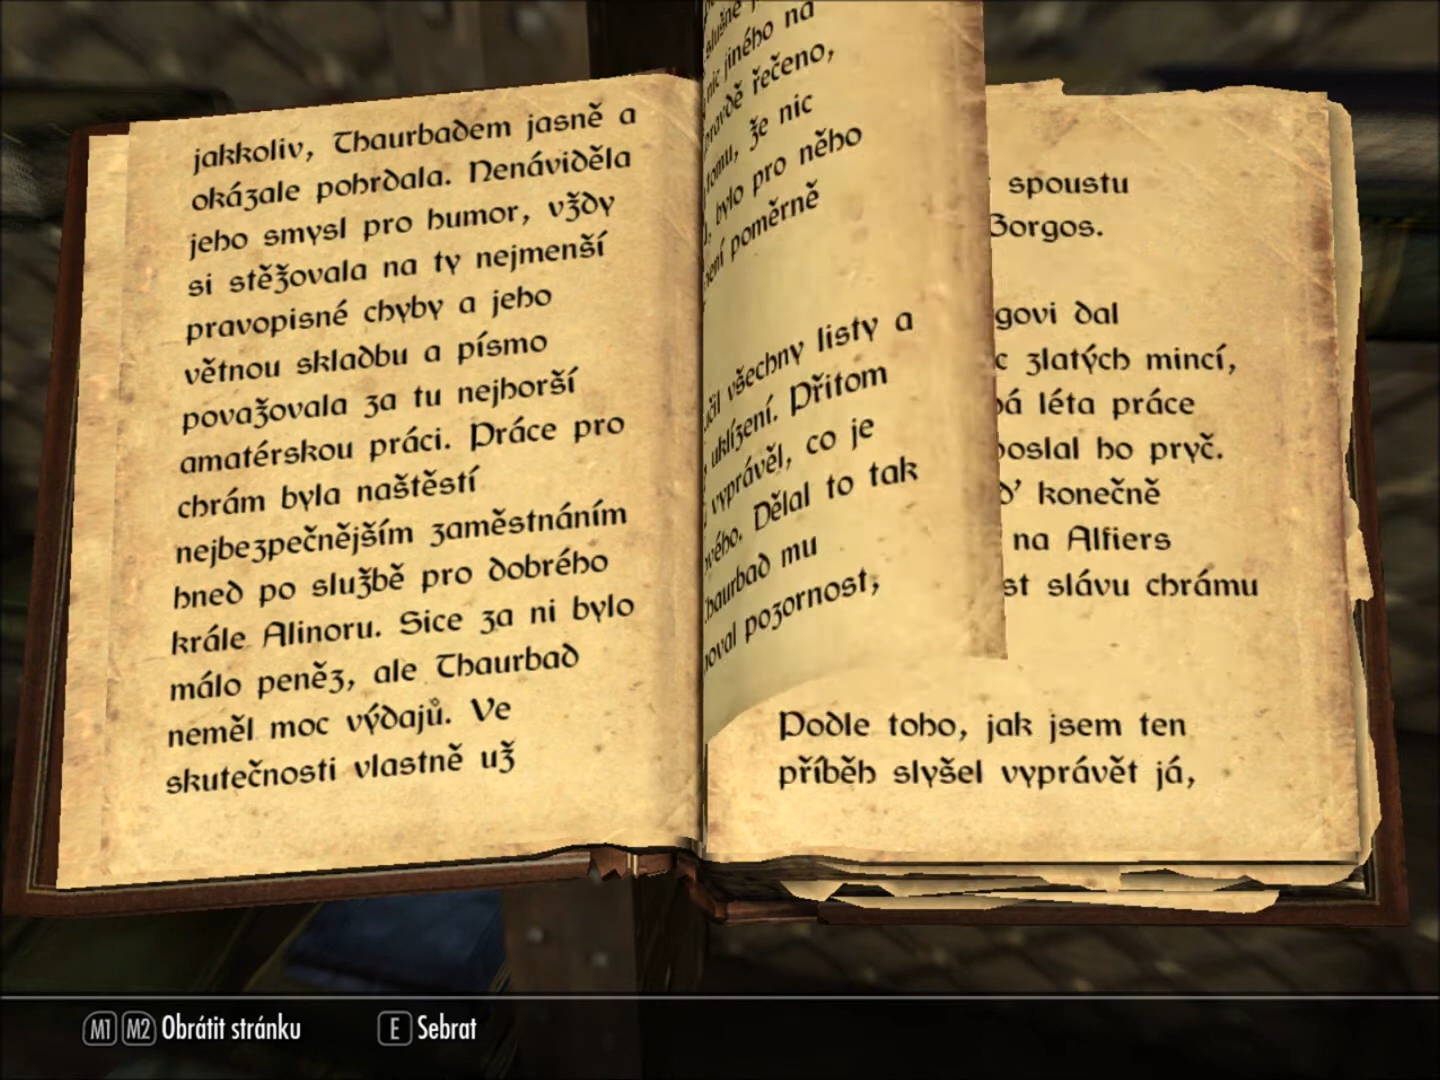 jakkoliv, Thaurbadem jasně a
okázale pohrdala. Nenáviděla
jeho smysl pro humor, vždy
si stěžovala na ty nejmenší
pravopisné chyby a jeho
větnou skladbu a písmo
považovala za tu nejhorší
amatérskou práci. Práce pro
chrám byla naštěstí
nejbezpečnějším zaměstnáním
hned po službě pro dobrého
krále Alinoru. Sice za ni bylo
málo peněz, ale Thaurbad
neměl moc výdajů. Ve
skutečnosti vlastně už
nic jiného na
řečeno,
tomu, že nic
bylo pro něho
poměrně
všechny listy a
uklízení. Přitom
vyprávěl, co je
Dělal to tak
Thaurbad mu
pozornost,
spoustu
Borgos.
dal
zlatých mincí,
léta práce
poslal ho pryč.
konečně
na Alfiers
slávu chrámu
Podle toho, jak jsem ten
příběh slyšel vyprávět já,
M1 M2 Obrátit stránku
E Sebrat